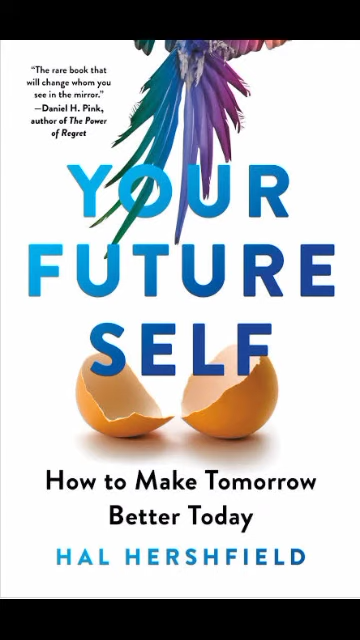 “The rare book that
will change whom you
see in the mirror.”
—Daniel H. Pink,
author of The Power
of Regret
YOUR
FUTURE
SELF
How to Make Tomorrow
Better Today
HAL HERSHFIELD